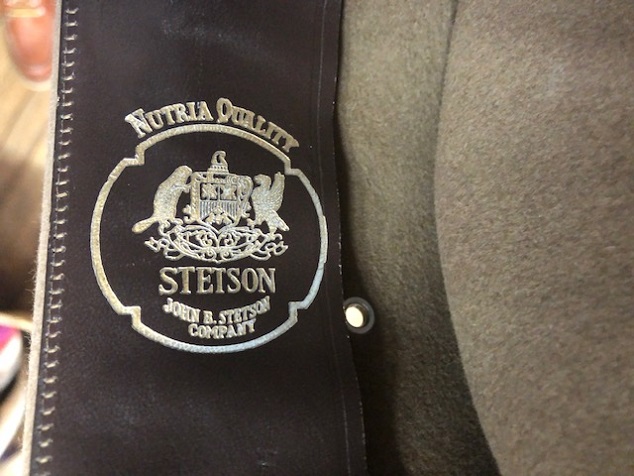 NUTRIA QUALITY
STETSON
JOHN B. STETSON
COMPANY